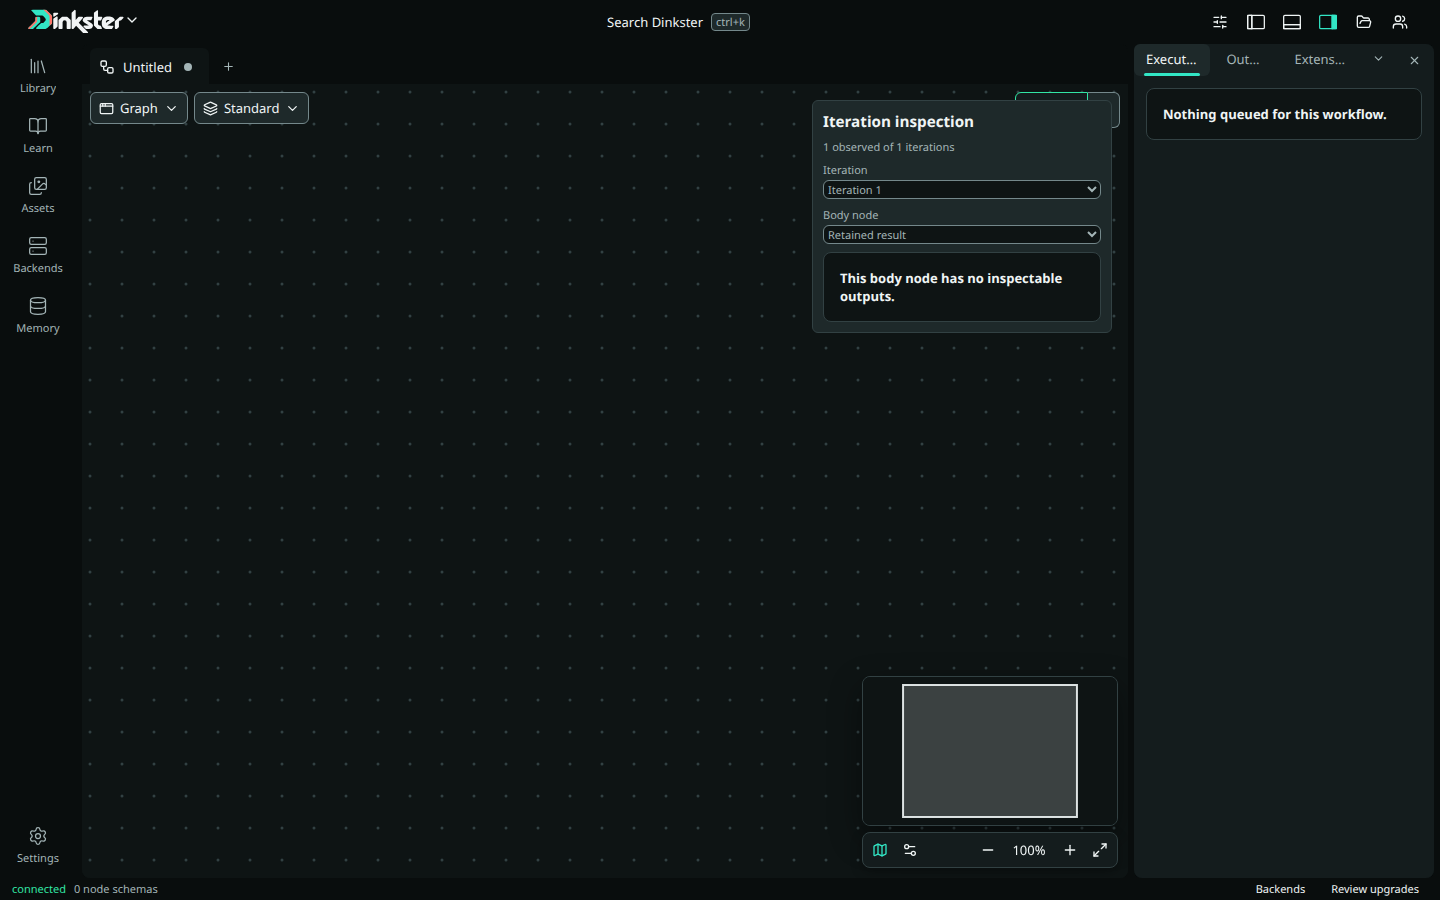 Dinkster
Search Dinkster ctrl+k
Library
Learn
Assets
Backends
Memory
Settings
Untitled
Graph
Standard
Iteration inspection
1 observed of 1 iterations
Iteration
Iteration 1
Body node
Retained result
This body node has no inspectable
outputs.
Execut...
Out...
Extens...
Nothing queued for this workflow.
100%
connected 0 node schemas
Backends
Review upgrades